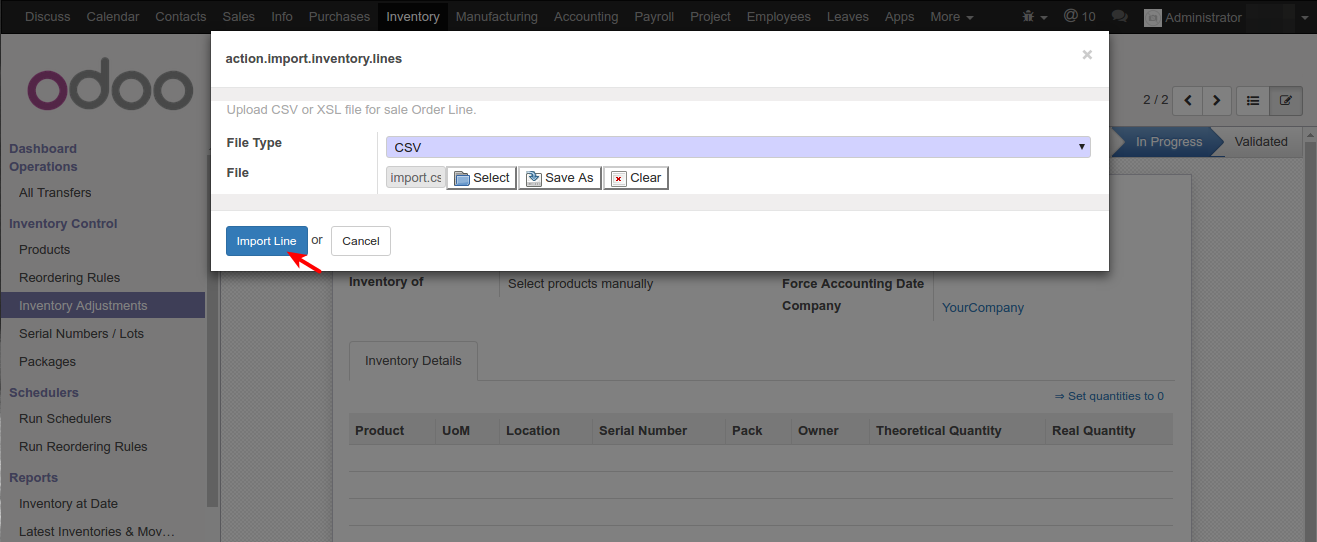 Discuss Calendar Contacts Sales Info Purchases Inventory Manufacturing Accounting Payroll Project Employees Leaves Apps More @ 10 Administrator
action.import.inventory.lines ×
odoo
Upload CSV or XSL file for sale Order Line.
2 / 2
File Type CSV
In Progress Validated
File import.cs Select Save As Clear
Import Line or Cancel
Dashboard
Operations
All Transfers
Inventory Control
Products
Reordering Rules
Inventory Adjustments
Serial Numbers / Lots
Packages
Schedulers
Run Schedulers
Run Reordering Rules
Reports
Inventory at Date
Latest Inventories & Mov…
Inventory of Select products manually Force Accounting Date
Company YourCompany
Inventory Details
⇒ Set quantities to 0
Product UoM Location Serial Number Pack Owner Theoretical Quantity Real Quantity